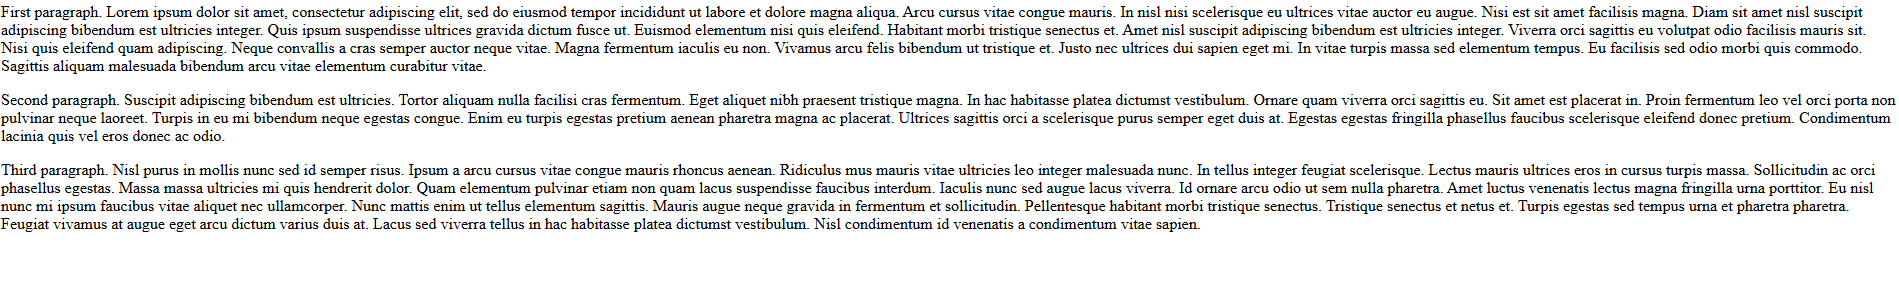 First paragraph. Lorem ipsum dolor sit amet, consectetur adipiscing elit, sed do eiusmod tempor incididunt ut labore et dolore magna aliqua. Arcu cursus vitae congue mauris. In nisl nisi scelerisque eu ultrices vitae auctor eu augue. Nisi est sit amet facilisis magna. Diam sit amet nisl suscipit
adipiscing bibendum est ultricies integer. Quis ipsum suspendisse ultrices gravida dictum fusce ut. Euismod elementum nisi quis eleifend. Habitant morbi tristique senectus et. Amet nisl suscipit adipiscing bibendum est ultricies integer. Viverra orci sagittis eu volutpat odio facilisis mauris sit.
Nisi quis eleifend quam adipiscing. Neque convallis a cras semper auctor neque vitae. Magna fermentum iaculis eu non. Vivamus arcu felis bibendum ut tristique et. Justo nec ultrices dui sapien eget mi. In vitae turpis massa sed elementum tempus. Eu facilisis sed odio morbi quis commodo.
Sagittis aliquam malesuada bibendum arcu vitae elementum curabitur vitae.
Second paragraph. Suscipit adipiscing bibendum est ultricies. Tortor aliquam nulla facilisi cras fermentum. Eget aliquet nibh praesent tristique magna. In hac habitasse platea dictumst vestibulum. Ornare quam viverra orci sagittis eu. Sit amet est placerat in. Proin fermentum leo vel orci porta non
pulvinar neque laoreet. Turpis in eu mi bibendum neque egestas congue. Enim eu turpis egestas pretium aenean pharetra magna ac placerat. Ultrices sagittis orci a scelerisque purus semper eget duis at. Egestas egestas fringilla phasellus faucibus scelerisque eleifend donec pretium. Condimentum
lacinia quis vel eros donec ac odio.
Third paragraph. Nisl purus in mollis nunc sed id semper risus. Ipsum a arcu cursus vitae congue mauris rhoncus aenean. Ridiculus mus mauris vitae ultricies leo integer malesuada nunc. In tellus integer feugiat scelerisque. Lectus mauris ultrices eros in cursus turpis massa. Sollicitudin ac orci
phasellus egestas. Massa massa ultricies mi quis hendrerit dolor. Quam elementum pulvinar etiam non quam lacus suspendisse faucibus interdum. Iaculis nunc sed augue lacus viverra. Id ornare arcu odio ut sem nulla pharetra. Amet luctus venenatis lectus magna fringilla urna porttitor. Eu nisl
nunc mi ipsum faucibus vitae aliquet nec ullamcorper. Nunc mattis enim ut tellus elementum sagittis. Mauris augue neque gravida in fermentum et sollicitudin. Pellentesque habitant morbi tristique senectus. Tristique senectus et netus et. Turpis egestas sed tempus urna et pharetra pharetra.
Feugiat vivamus at augue eget arcu dictum varius duis at. Lacus sed viverra tellus in hac habitasse platea dictumst vestibulum. Nisl condimentum id venenatis a condimentum vitae sapien.